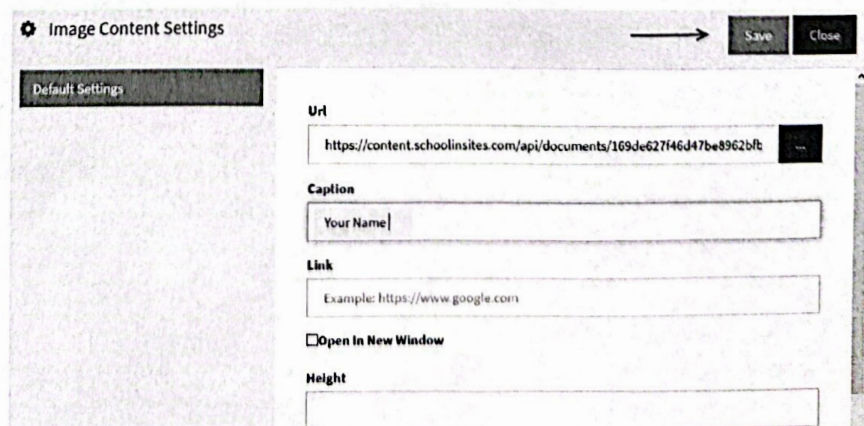 Image Content Settings
Save
Close
Default Settings
Url
https://content.schoolinsites.com/api/documents/169de627f46d47be8962bfb
...
Caption
Your Name
Link
Example: https://www.google.com
Open In New Window
Height